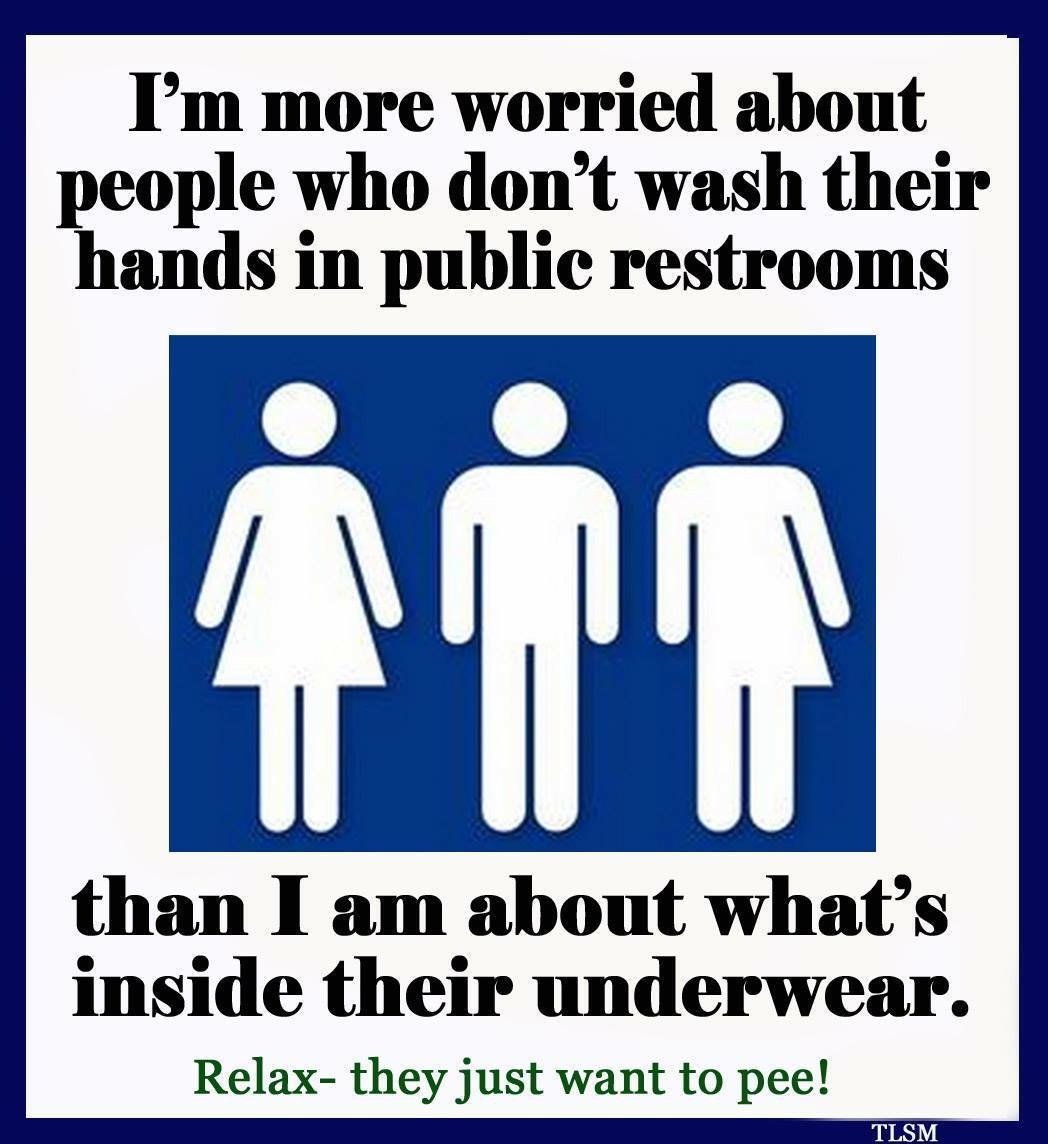 I’m more worried about
people who don’t wash their
hands in public restrooms
than I am about what’s
inside their underwear.
Relax- they just want to pee!
TLSM